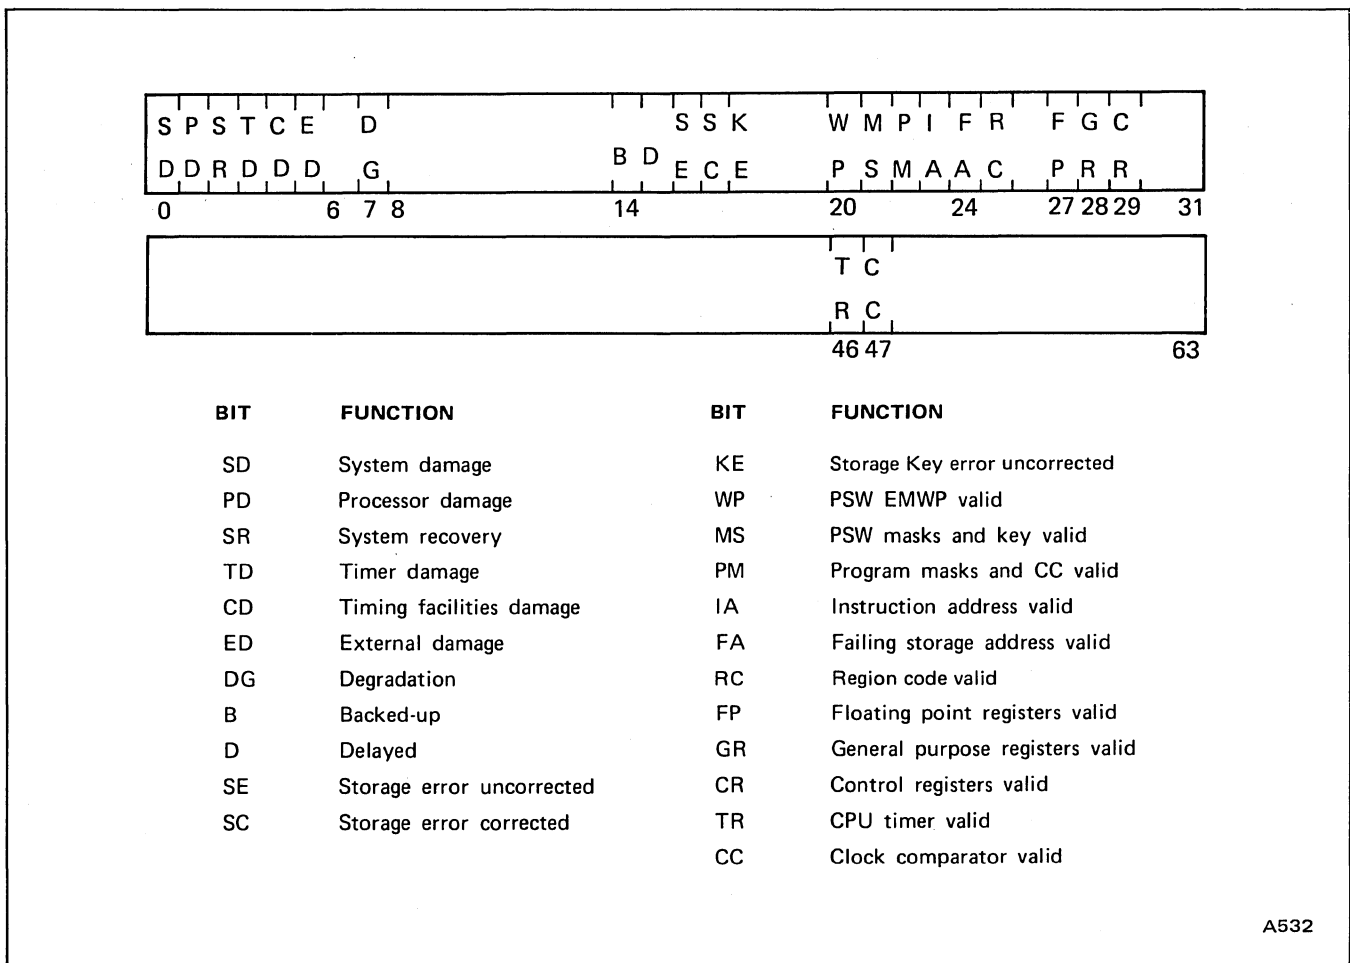 S P S T C E D S S K W M P I F R F G C
D D R D D D G B D E C E P S M A A C P R R
0 6 7 8 14 20 24 27 28 29 31
T C
R C
46 47 63
BIT FUNCTION BIT FUNCTION
SD System damage KE Storage Key error uncorrected
PD Processor damage WP PSW EMWP valid
SR System recovery MS PSW masks and key valid
TD Timer damage PM Program masks and CC valid
CD Timing facilities damage IA Instruction address valid
ED External damage FA Failing storage address valid
DG Degradation RC Region code valid
B Backed-up FP Floating point registers valid
D Delayed GR General purpose registers valid
SE Storage error uncorrected CR Control registers valid
SC Storage error corrected TR CPU timer valid
CC Clock comparator valid
A532